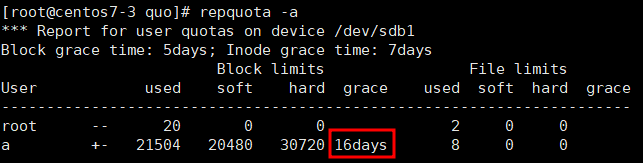 [root@centos7-3 quo]# repquota -a
*** Report for user quotas on device /dev/sdb1
Block grace time: 5days; Inode grace time: 7days
Block limits File limits
User used soft hard grace used soft hard grace
----------------------------------------------------------------------
root -- 20 0 0 2 0 0
a +- 21504 20480 30720 16days 8 0 0